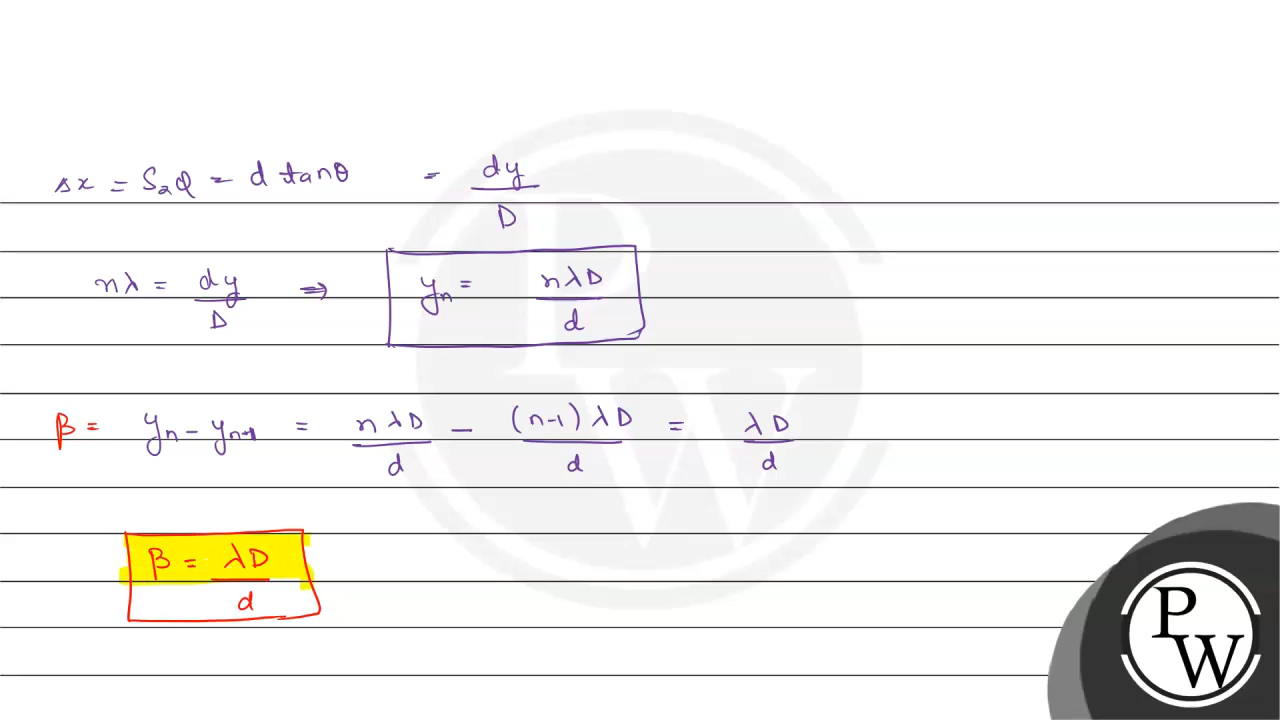 Δx = S₂Q = d tanθ = dy/D
nλ = dy/D ⇒ yₙ = nλD/d
β = yₙ - yₙ₋₁ = nλD/d - (n-1)λD/d = λD/d
β = λD/d
PW